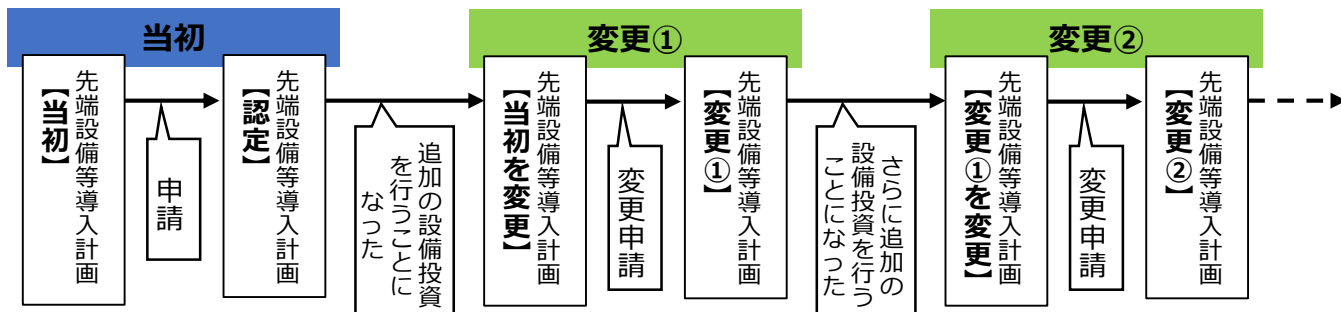 当初
先端設備等導入計画
【当初】
申請
先端設備等導入計画
【認定】
追加の設備投資
を行うことに
なった
変更①
先端設備等導入計画
【当初を変更】
変更申請
先端設備等導入計画
【変更①】
さらに追加の
設備投資を行う
ことになった
変更②
先端設備等導入計画
【変更①を変更】
変更申請
先端設備等導入計画
【変更②】